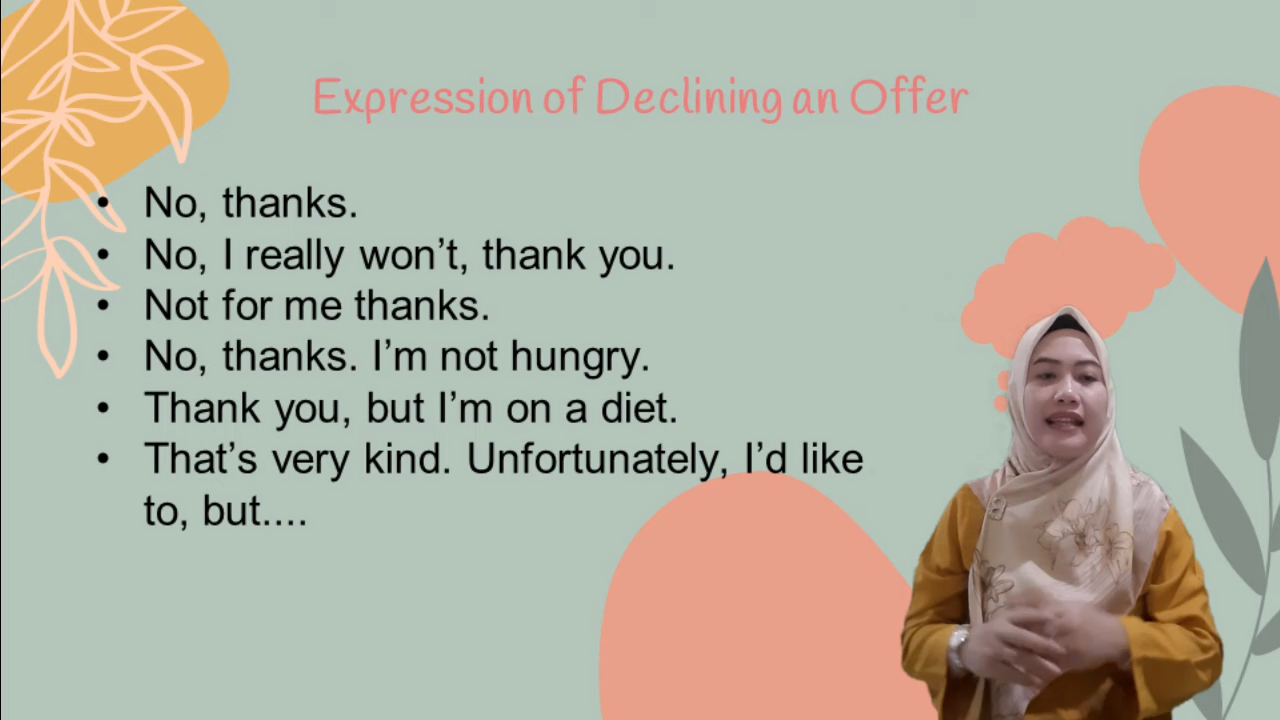 Expression of Declining an Offer
• No, thanks.
• No, I really won’t, thank you.
• Not for me thanks.
• No, thanks. I’m not hungry.
• Thank you, but I’m on a diet.
• That’s very kind. Unfortunately, I’d like
to, but....